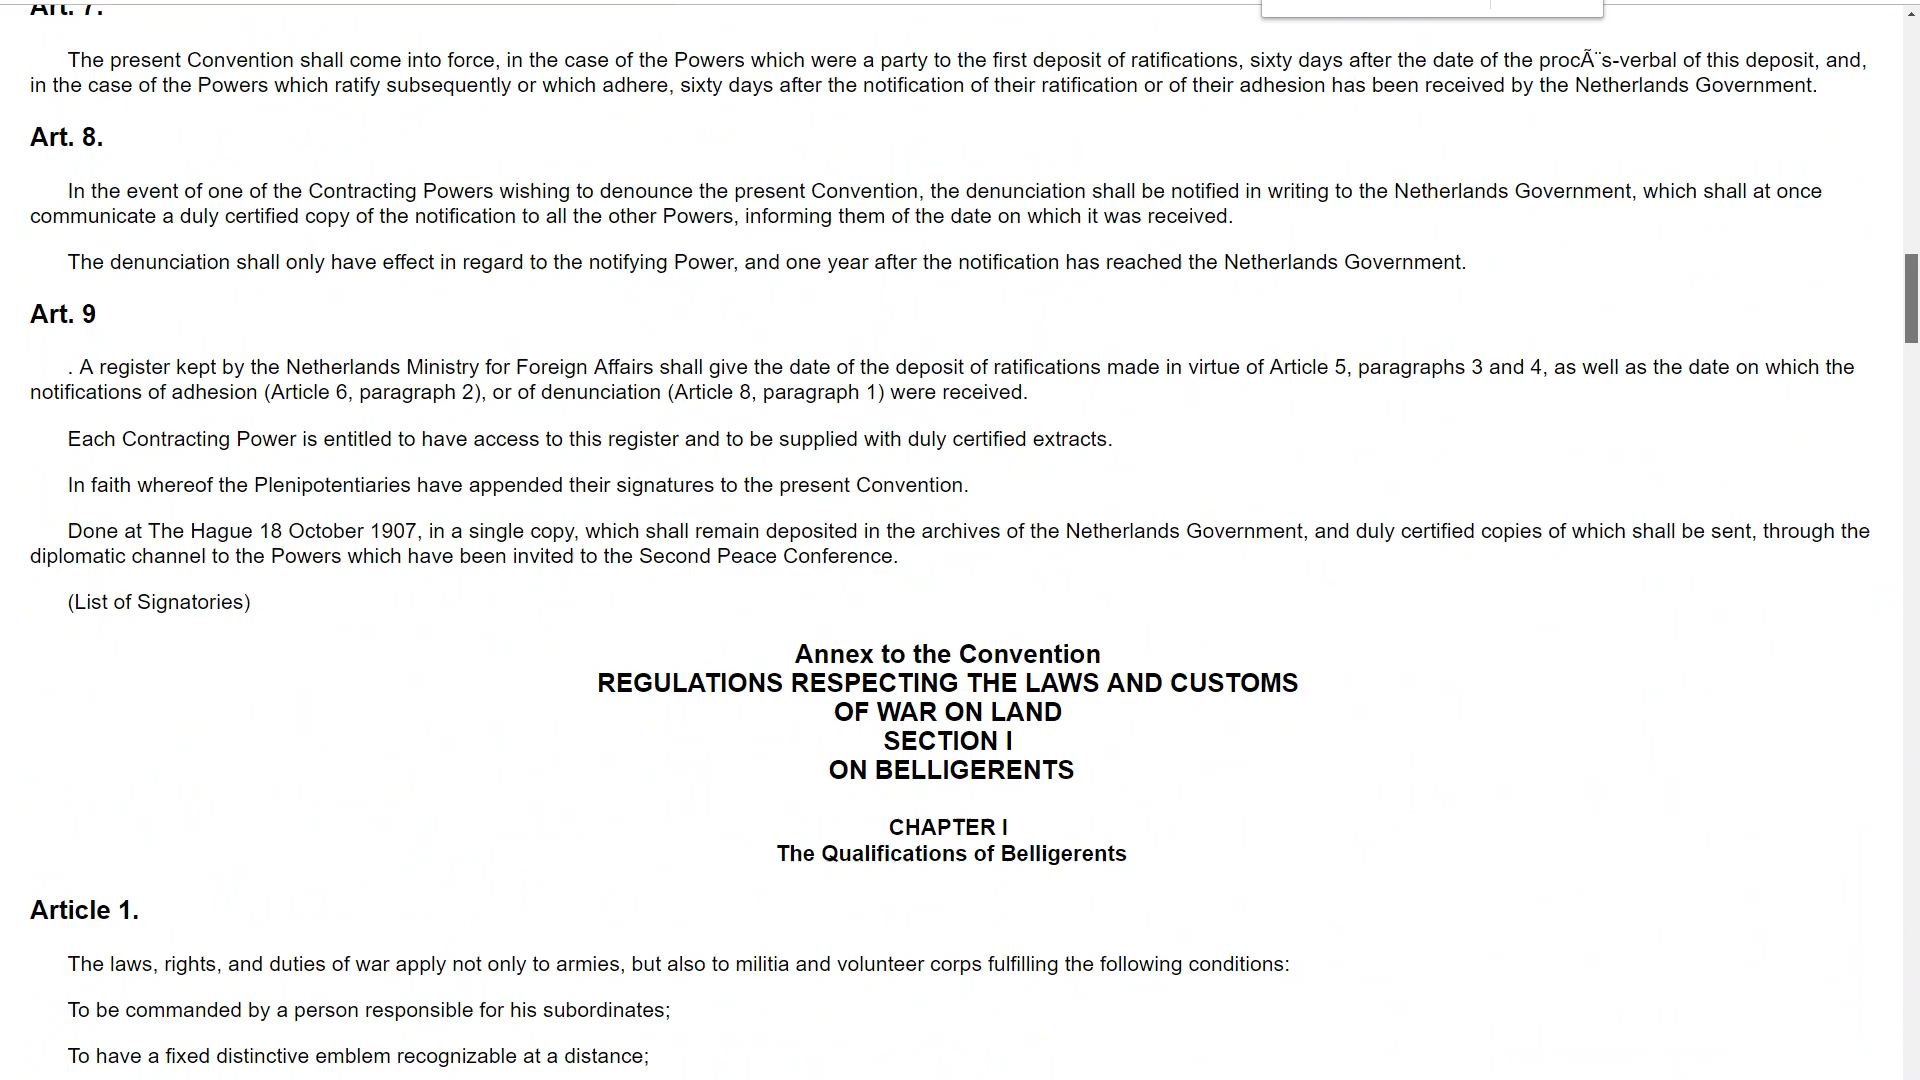 Art. 7.
The present Convention shall come into force, in the case of the Powers which were a party to the first deposit of ratifications, sixty days after the date of the procÃ¨s-verbal of this deposit, and,
in the case of the Powers which ratify subsequently or which adhere, sixty days after the notification of their ratification or of their adhesion has been received by the Netherlands Government.
Art. 8.
In the event of one of the Contracting Powers wishing to denounce the present Convention, the denunciation shall be notified in writing to the Netherlands Government, which shall at once
communicate a duly certified copy of the notification to all the other Powers, informing them of the date on which it was received.
The denunciation shall only have effect in regard to the notifying Power, and one year after the notification has reached the Netherlands Government.
Art. 9
. A register kept by the Netherlands Ministry for Foreign Affairs shall give the date of the deposit of ratifications made in virtue of Article 5, paragraphs 3 and 4, as well as the date on which the
notifications of adhesion (Article 6, paragraph 2), or of denunciation (Article 8, paragraph 1) were received.
Each Contracting Power is entitled to have access to this register and to be supplied with duly certified extracts.
In faith whereof the Plenipotentiaries have appended their signatures to the present Convention.
Done at The Hague 18 October 1907, in a single copy, which shall remain deposited in the archives of the Netherlands Government, and duly certified copies of which shall be sent, through the
diplomatic channel to the Powers which have been invited to the Second Peace Conference.
(List of Signatories)
Annex to the Convention
REGULATIONS RESPECTING THE LAWS AND CUSTOMS
OF WAR ON LAND
SECTION I
ON BELLIGERENTS
CHAPTER I
The Qualifications of Belligerents
Article 1.
The laws, rights, and duties of war apply not only to armies, but also to militia and volunteer corps fulfilling the following conditions:
To be commanded by a person responsible for his subordinates;
To have a fixed distinctive emblem recognizable at a distance;